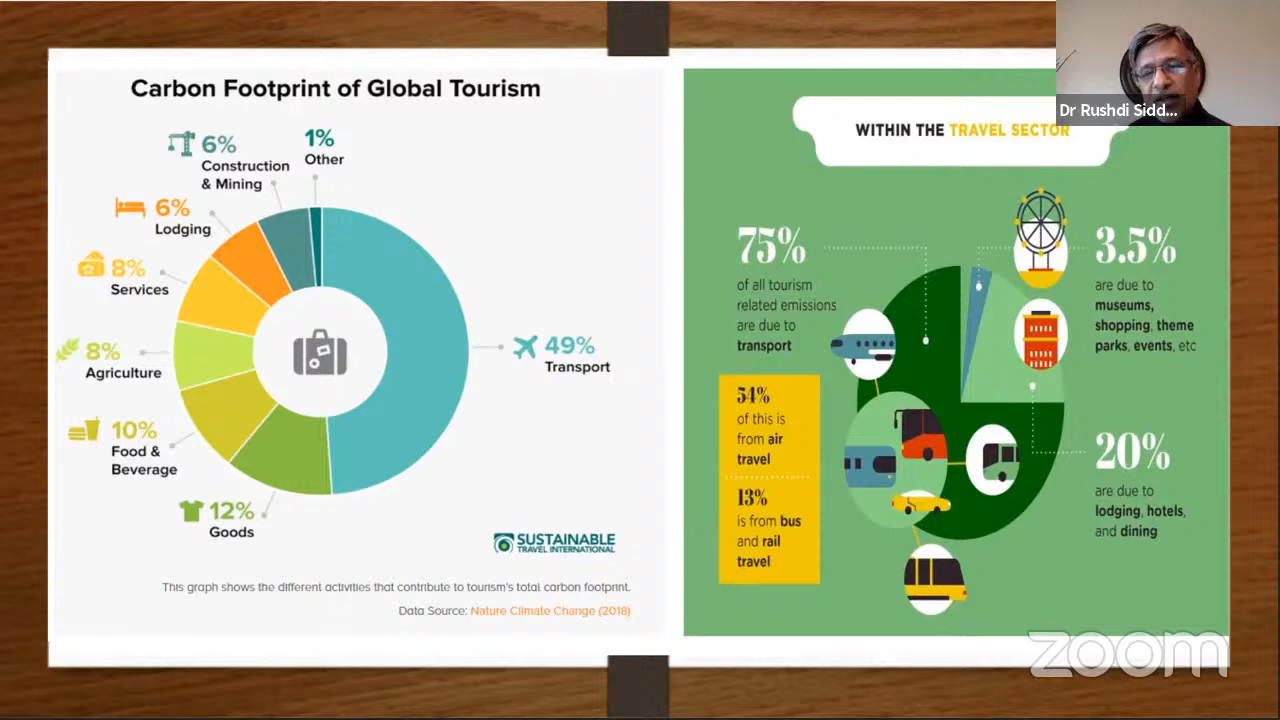 Carbon Footprint of Global Tourism
6%
Construction
& Mining
1%
Other
6%
Lodging
8%
Services
8%
Agriculture
10%
Food &
Beverage
12%
Goods
49%
Transport
SUSTAINABLE
TRAVEL INTERNATIONAL
This graph shows the different activities that contribute to tourism's total carbon footprint.
Data Source: Nature Climate Change (2018)
WITHIN THE TRAVEL SECTOR
75%
of all tourism
related emissions
are due to
transport
54%
of this is
from air
travel
13%
is from bus
and rail
travel
3.5%
are due to
museums,
shopping, theme
parks, events, etc
20%
are due to
lodging, hotels,
and dining
Dr Rushdi Sidd...
zoom